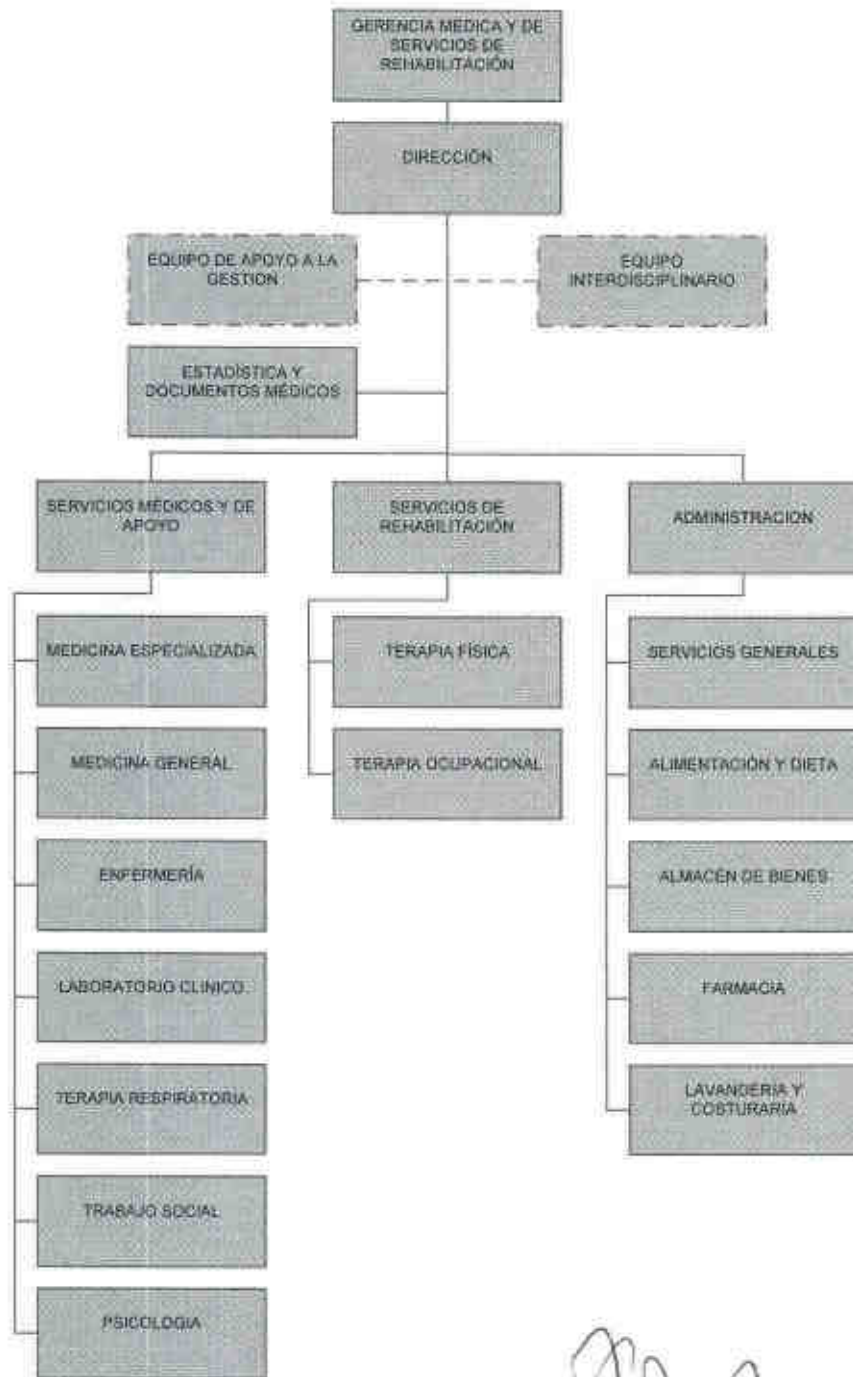 GERENCIA MEDICA Y DE
SERVICIOS DE
REHABILITACIÓN
DIRECCIÓN
EQUIPO DE APOYO A LA
GESTION
EQUIPO
INTERDISCIPLINARIO
ESTADÍSTICA Y
DOCUMENTOS MÉDICOS
SERVICIOS MÉDICOS Y DE
APOYO
MEDICINA ESPECIALIZADA
MEDICINA GENERAL
ENFERMERÍA
LABORATORIO CLINICO
TERAPIA RESPIRATORIA
TRABAJO SOCIAL
PSICOLOGIA
SERVICIOS DE
REHABILITACIÓN
TERAPIA FÍSICA
TERAPIA OCUPACIONAL
ADMINISTRACION
SERVICIOS GENERALES
ALIMENTACIÓN Y DIETA
ALMACÉN DE BIENES
FARMACIA
LAVANDERÍA Y
COSTURARÍA